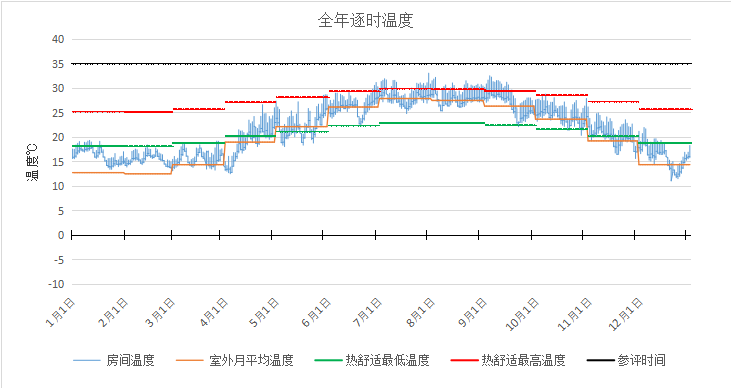 全年逐时温度
40
35
30
25
20
15
10
5
0
-5
-10
温度℃
1月1日
2月1日
3月1日
4月1日
5月1日
6月1日
7月1日
8月1日
9月1日
10月1日
11月1日
12月1日
房间温度
室外月平均温度
热舒适最低温度
热舒适最高温度
参评时间